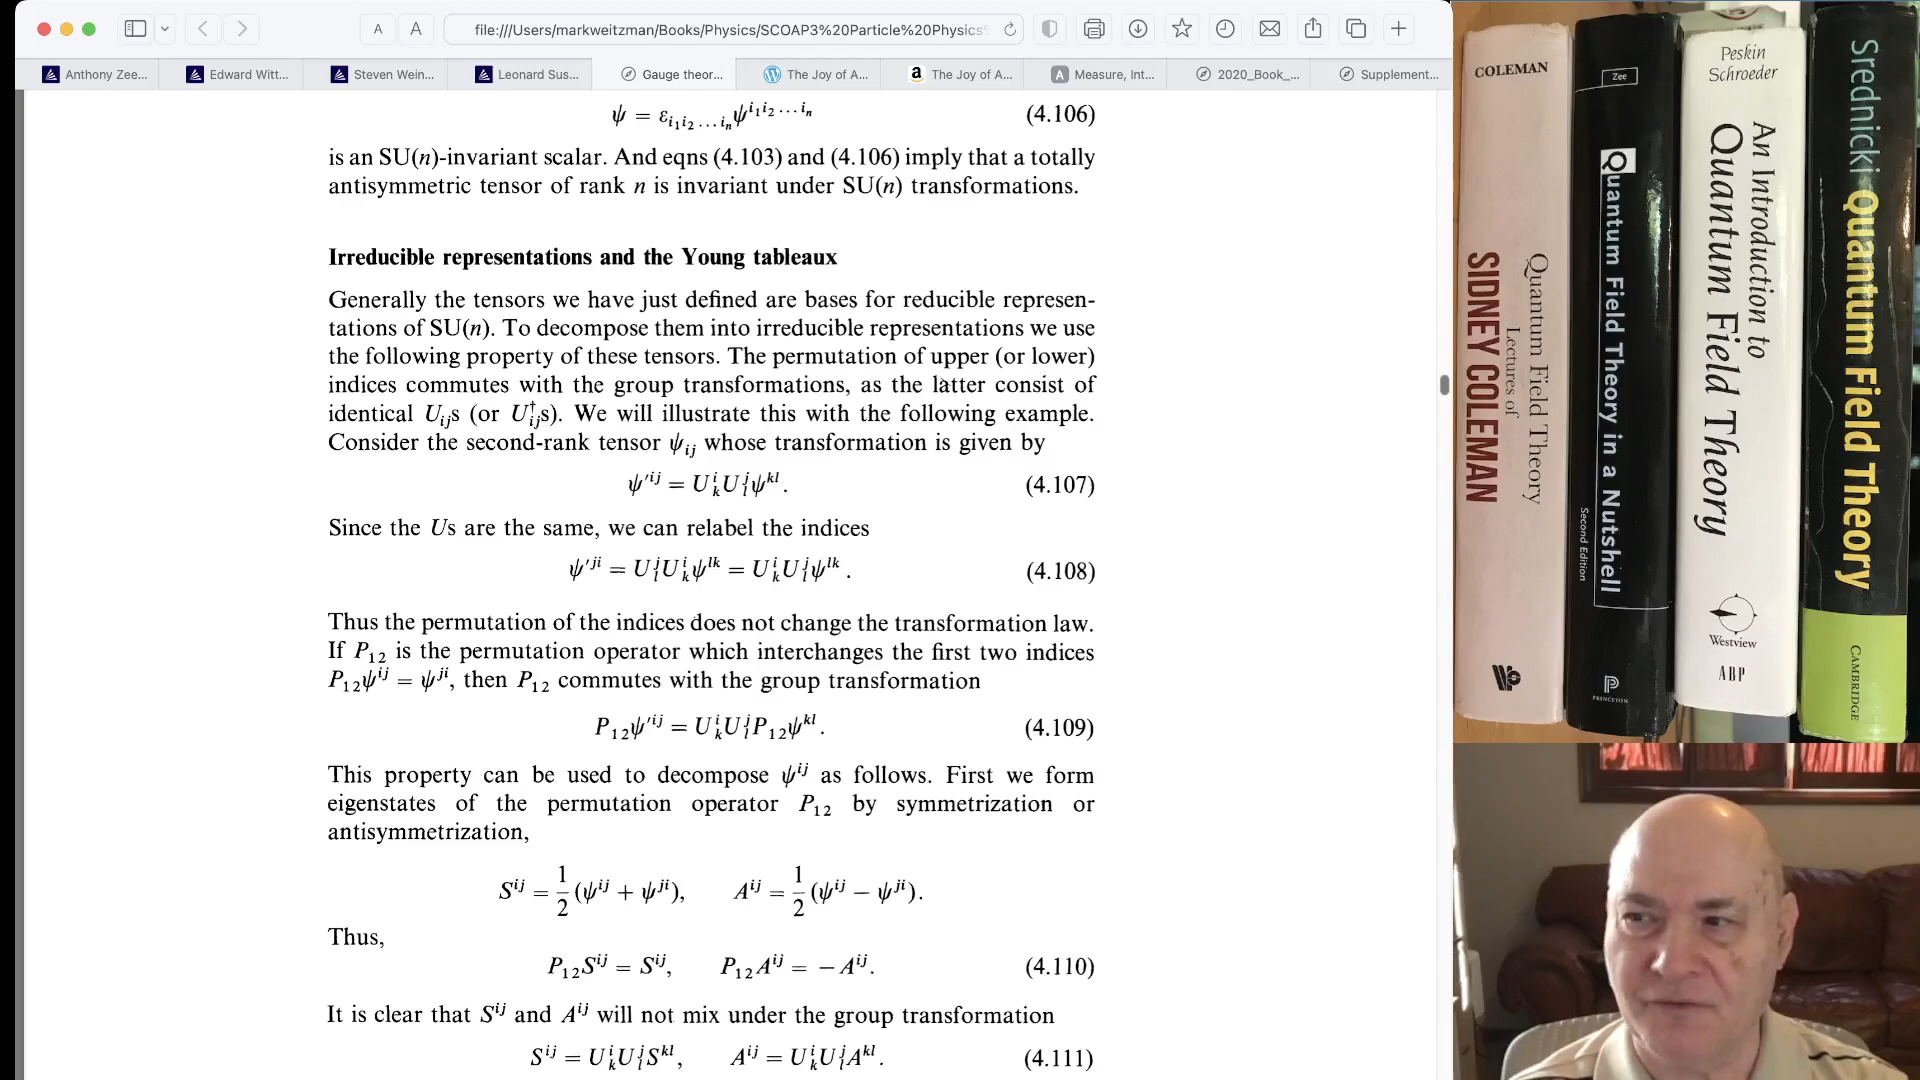 A A file:///Users/markweitzman/Books/Physics/SCOAP3%20Particle%20Physics%
Anthony Zee... Edward Witt... Steven Wein... Leonard Sus... Gauge theor... The Joy of A... a The Joy of A... A Measure, Int... 2020_Book_... Supplement...
ψ = ε_{i₁i₂…iₙ}ψ^{i₁i₂…iₙ} (4.106)
is an SU(n)-invariant scalar. And eqns (4.103) and (4.106) imply that a totally
antisymmetric tensor of rank n is invariant under SU(n) transformations.
Irreducible representations and the Young tableaux
Generally the tensors we have just defined are bases for reducible represen-
tations of SU(n). To decompose them into irreducible representations we use
the following property of these tensors. The permutation of upper (or lower)
indices commutes with the group transformations, as the latter consist of
identical U_{ij}s (or U†_{ij}s). We will illustrate this with the following example.
Consider the second-rank tensor ψ_{ij} whose transformation is given by
ψ'^{ij} = U^i_k U^j_l ψ^{kl}. (4.107)
Since the Us are the same, we can relabel the indices
ψ'^{ji} = U^j_l U^i_k ψ^{lk} = U^i_k U^j_l ψ^{lk}. (4.108)
Thus the permutation of the indices does not change the transformation law.
If P₁₂ is the permutation operator which interchanges the first two indices
P₁₂ψ^{ij} = ψ^{ji}, then P₁₂ commutes with the group transformation
P₁₂ψ'^{ij} = U^i_k U^j_l P₁₂ψ^{kl}. (4.109)
This property can be used to decompose ψ^{ij} as follows. First we form
eigenstates of the permutation operator P₁₂ by symmetrization or
antisymmetrization,
S^{ij} = 1/2 (ψ^{ij} + ψ^{ji}), A^{ij} = 1/2 (ψ^{ij} − ψ^{ji}).
Thus,
P₁₂S^{ij} = S^{ij}, P₁₂A^{ij} = − A^{ij}. (4.110)
It is clear that S^{ij} and A^{ij} will not mix under the group transformation
S^{ij} = U^i_k U^j_l S^{kl}, A^{ij} = U^i_k U^j_l A^{kl}. (4.111)
COLEMAN
Quantum Field Theory
Lectures of
SIDNEY COLEMAN
Zee
Quantum Field Theory in a Nutshell
Second Edition
PRINCETON
Peskin
Schroeder
An Introduction to
Quantum Field Theory
Westview
ABP
Srednicki Quantum Field Theory
CAMBRIDGE